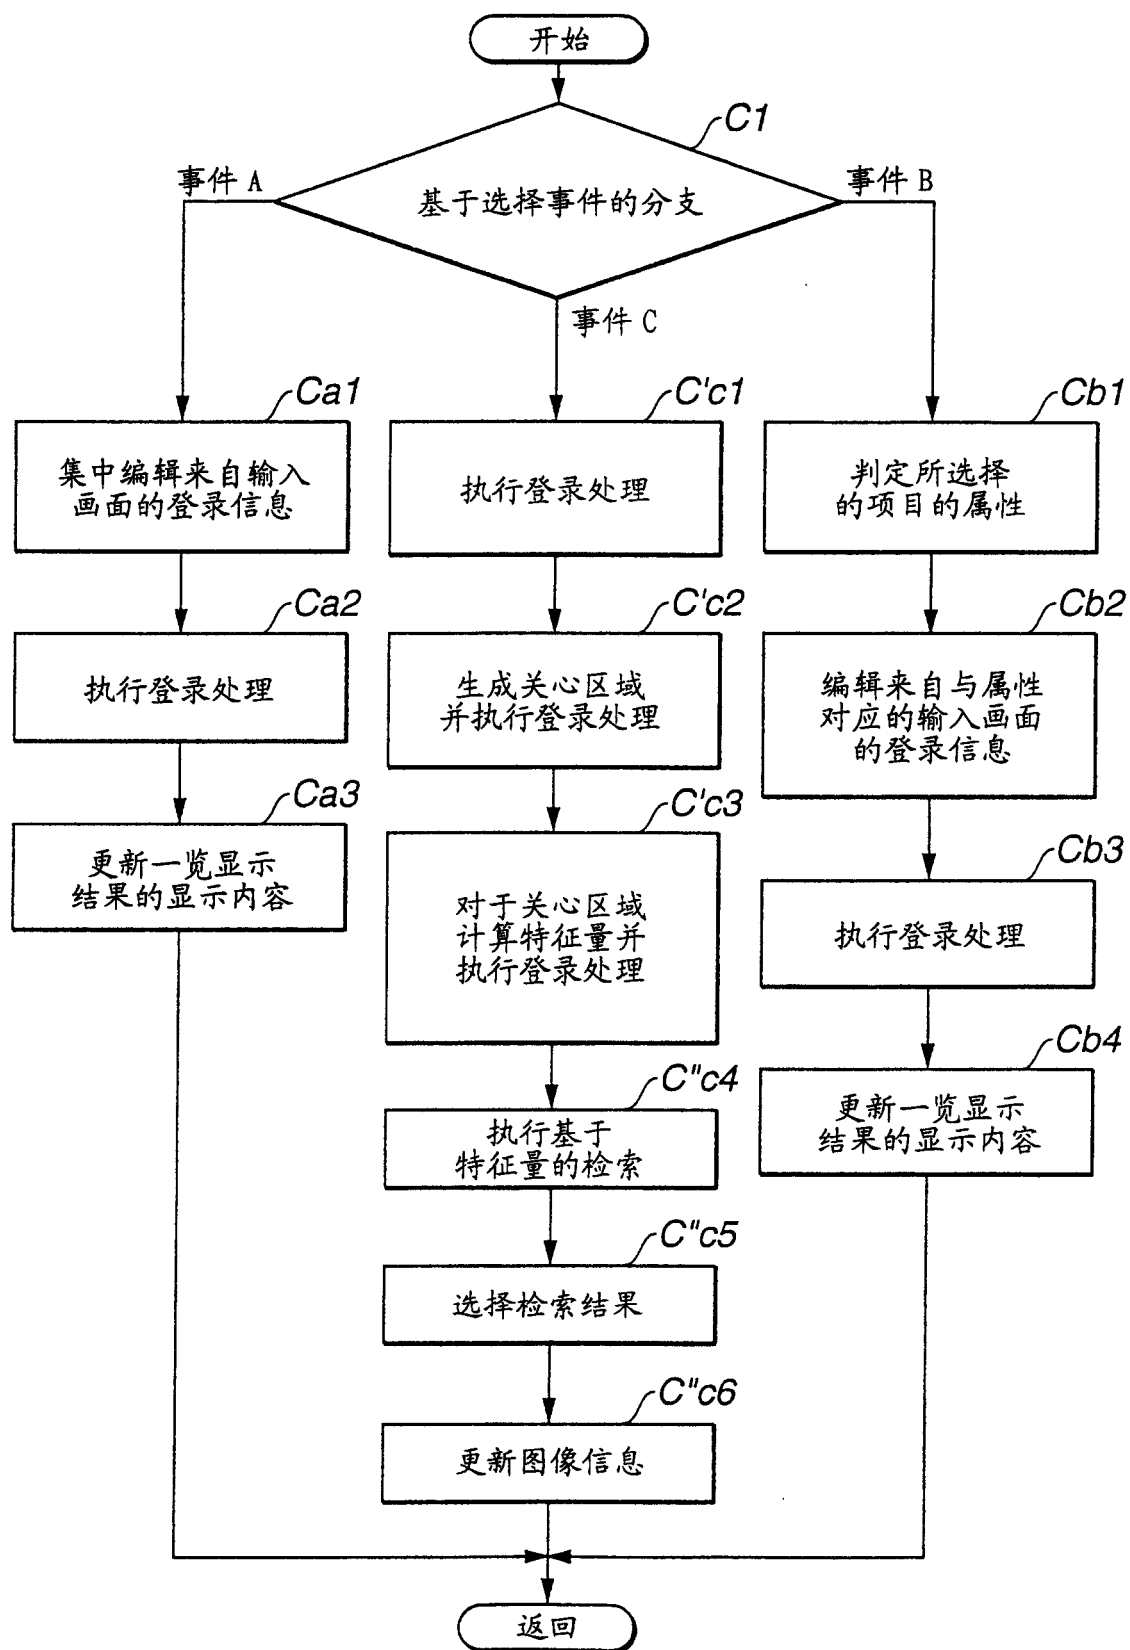 开始
C1
事件 A
基于选择事件的分支
事件 B
事件 C
Ca1
集中编辑来自输入
画面的登录信息
Ca2
执行登录处理
Ca3
更新一览显示
结果的显示内容
C'c1
执行登录处理
C'c2
生成关心区域
并执行登录处理
C'c3
对于关心区域
计算特征量并
执行登录处理
C"c4
执行基于
特征量的检索
C"c5
选择检索结果
C"c6
更新图像信息
Cb1
判定所选择
的项目的属性
Cb2
编辑来自与属性
对应的输入画面
的登录信息
Cb3
执行登录处理
Cb4
更新一览显示
结果的显示内容
返回